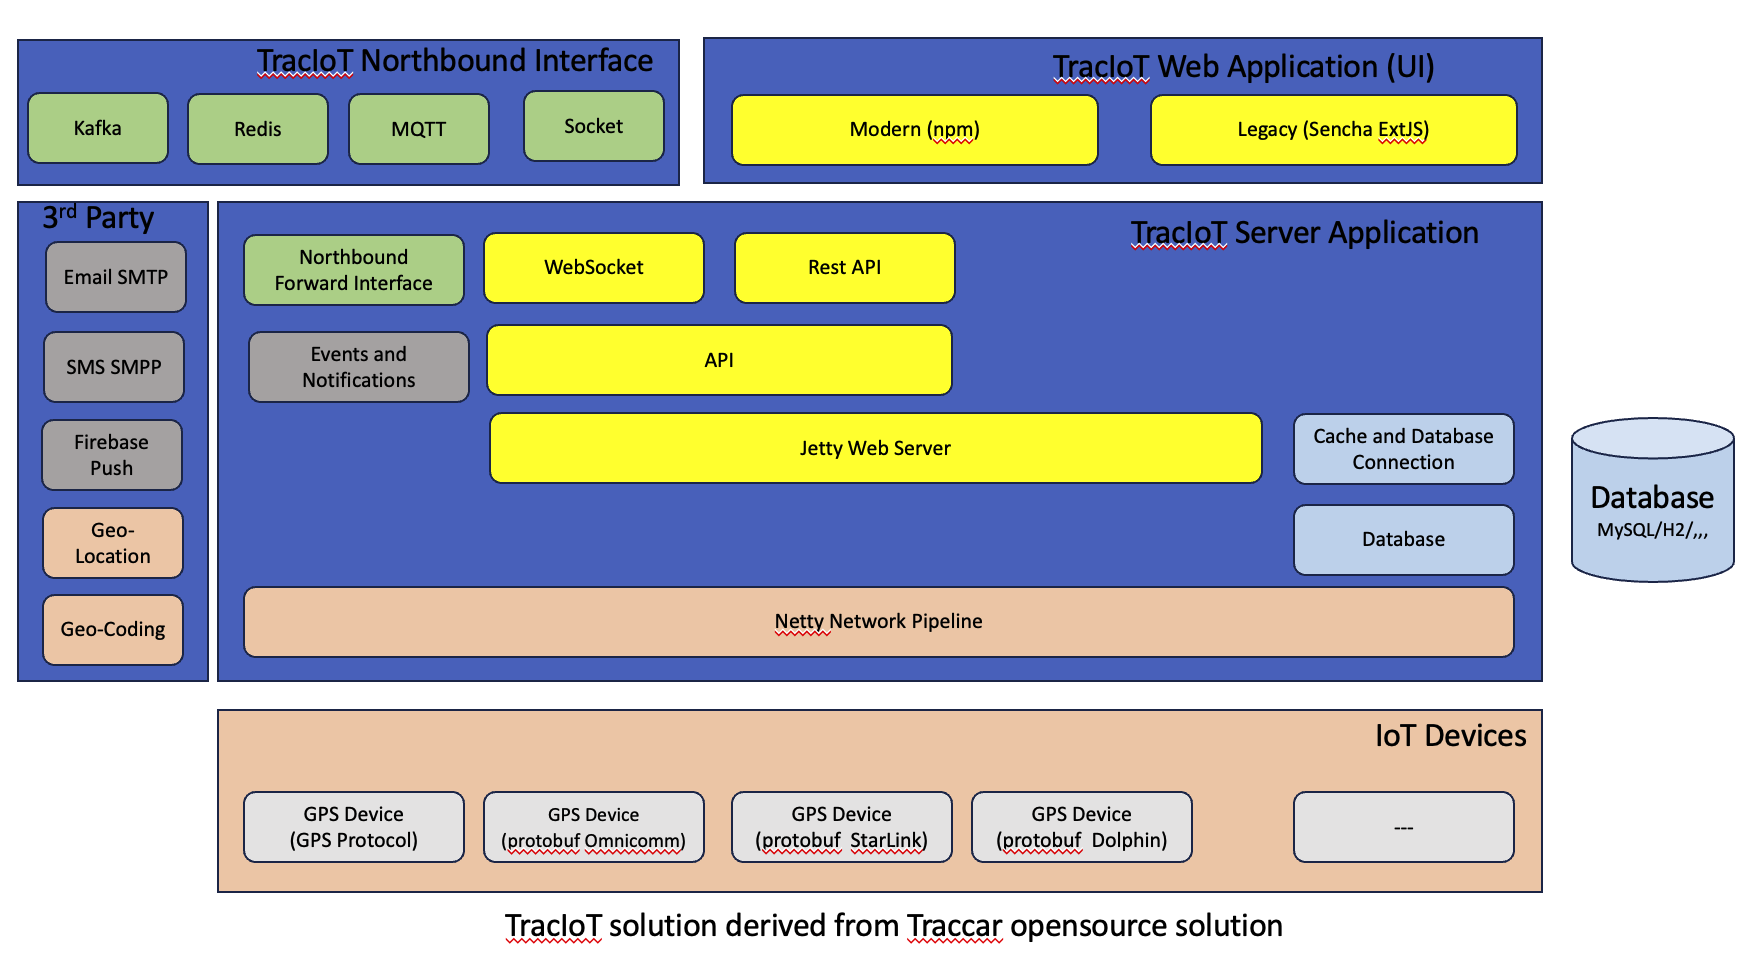 TracIoT Northbound Interface
Kafka
Redis
MQTT
Socket
TracIoT Web Application (UI)
Modern (npm)
Legacy (Sencha ExtJS)
3rd Party
Email SMTP
SMS SMPP
Firebase
Push
Geo-
Location
Geo-Coding
TracIoT Server Application
Northbound
Forward Interface
WebSocket
Rest API
Events and
Notifications
API
Jetty Web Server
Cache and Database
Connection
Database
Netty Network Pipeline
Database
MySQL/H2/,,,
IoT Devices
GPS Device
(GPS Protocol)
GPS Device
(protobuf Omnicomm)
GPS Device
(protobuf StarLink)
GPS Device
(protobuf Dolphin)
---
TracIoT solution derived from Traccar opensource solution